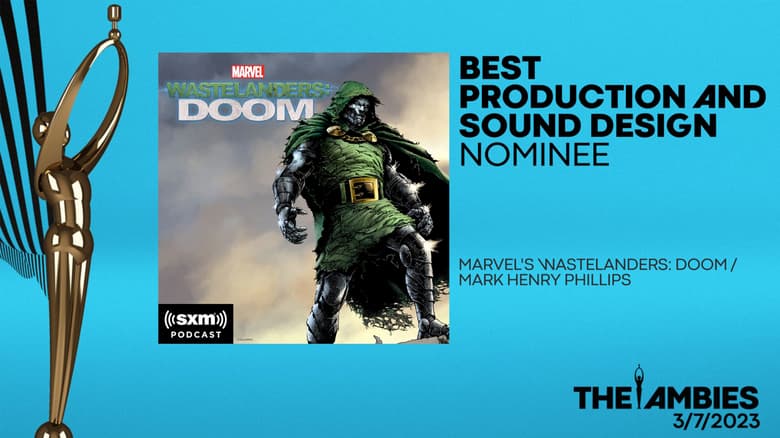 MARVEL
WASTELANDERS:
DOOM
((sxm))
PODCAST
BEST
PRODUCTION AND
SOUND DESIGN
NOMINEE
MARVEL'S WASTELANDERS: DOOM /
MARK HENRY PHILLIPS
THE AMBIES
3/7/2023